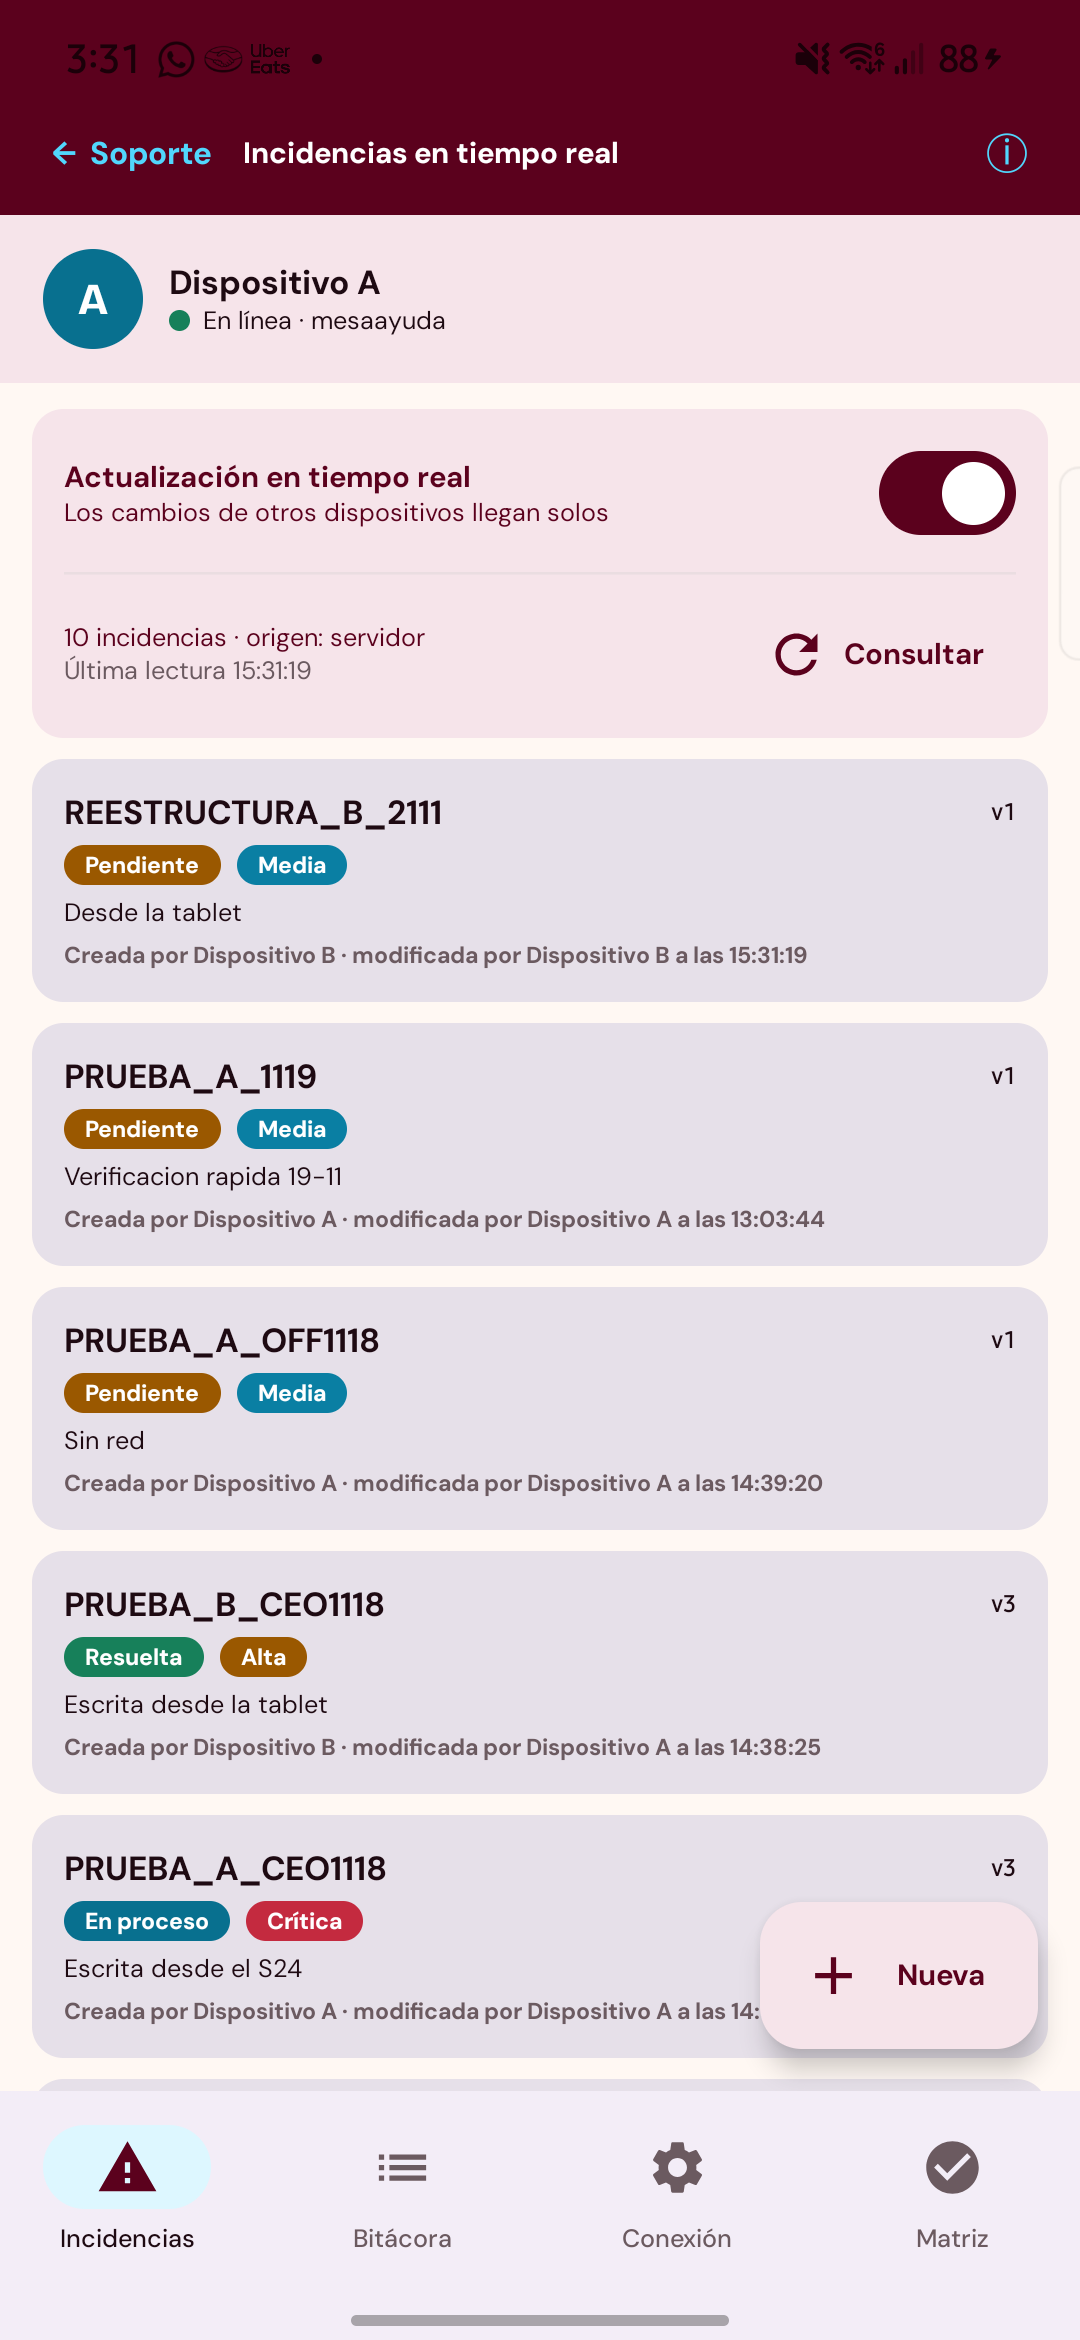 3:31 Uber Eats 6 88
← Soporte Incidencias en tiempo real
A Dispositivo A
En línea · mesaayuda
Actualización en tiempo real
Los cambios de otros dispositivos llegan solos
10 incidencias · origen: servidor
Última lectura 15:31:19
Consultar
REESTRUCTURA_B_2111 v1
Pendiente Media
Desde la tablet
Creada por Dispositivo B · modificada por Dispositivo B a las 15:31:19
PRUEBA_A_1119 v1
Pendiente Media
Verificacion rapida 19-11
Creada por Dispositivo A · modificada por Dispositivo A a las 13:03:44
PRUEBA_A_OFF1118 v1
Pendiente Media
Sin red
Creada por Dispositivo A · modificada por Dispositivo A a las 14:39:20
PRUEBA_B_CEO1118 v3
Resuelta Alta
Escrita desde la tablet
Creada por Dispositivo B · modificada por Dispositivo A a las 14:38:25
PRUEBA_A_CEO1118 v3
En proceso Crítica
Escrita desde el S24
Creada por Dispositivo A · modificada por Dispositivo A a las 14:
+ Nueva
Incidencias Bitácora Conexión Matriz